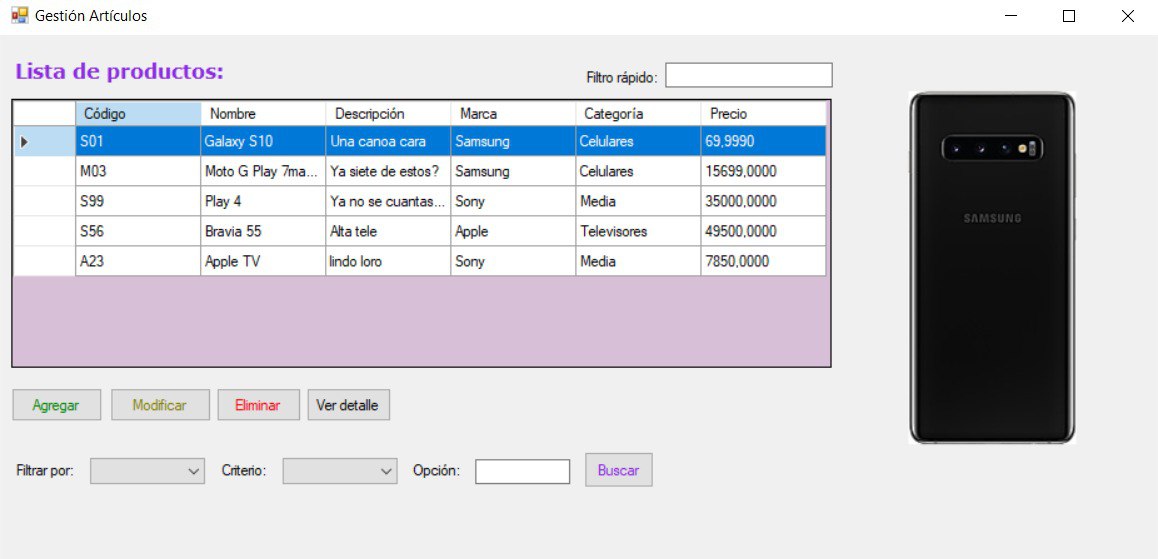 Gestión Artículos
Lista de productos:
Filtro rápido:
Código Nombre Descripción Marca Categoría Precio
S01 Galaxy S10 Una canoa cara Samsung Celulares 69,9990
M03 Moto G Play 7ma... Ya siete de estos? Samsung Celulares 15699,0000
S99 Play 4 Ya no se cuantas... Sony Media 35000,0000
S56 Bravia 55 Alta tele Apple Televisores 49500,0000
A23 Apple TV lindo loro Sony Media 7850,0000
SAMSUNG
Agregar Modificar Eliminar Ver detalle
Filtrar por: Criterio: Opción: Buscar